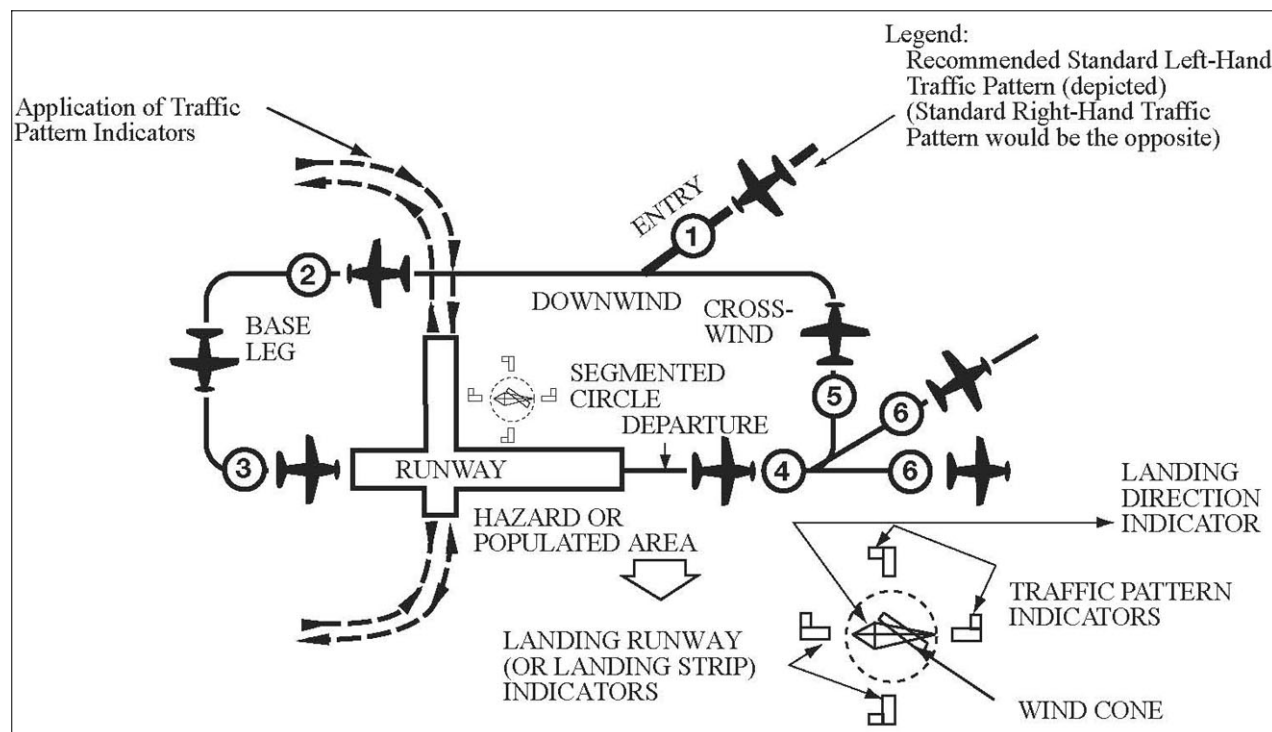 Legend:
Recommended Standard Left-Hand
Traffic Pattern (depicted)
(Standard Right-Hand Traffic
Pattern would be the opposite)
Application of Traffic
Pattern Indicators
ENTRY
1
2
DOWNWIND
CROSS-
WIND
BASE
LEG
SEGMENTED
CIRCLE
5
6
DEPARTURE
3
RUNWAY
4
6
LANDING
DIRECTION
INDICATOR
HAZARD OR
POPULATED AREA
TRAFFIC PATTERN
INDICATORS
LANDING RUNWAY
(OR LANDING STRIP)
INDICATORS
WIND CONE